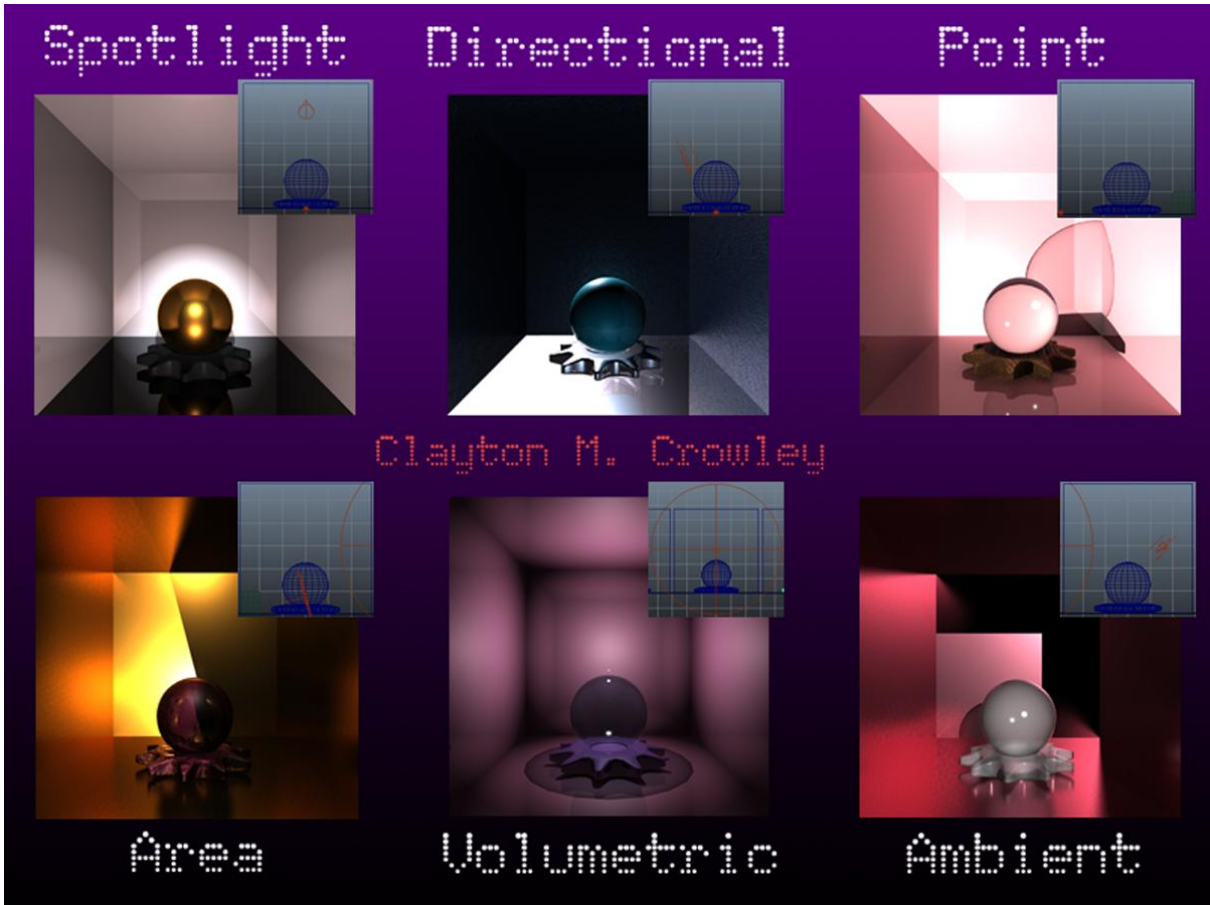 Spotlight Directional Point
Clayton M. Crowley
Area Volumetric Ambient